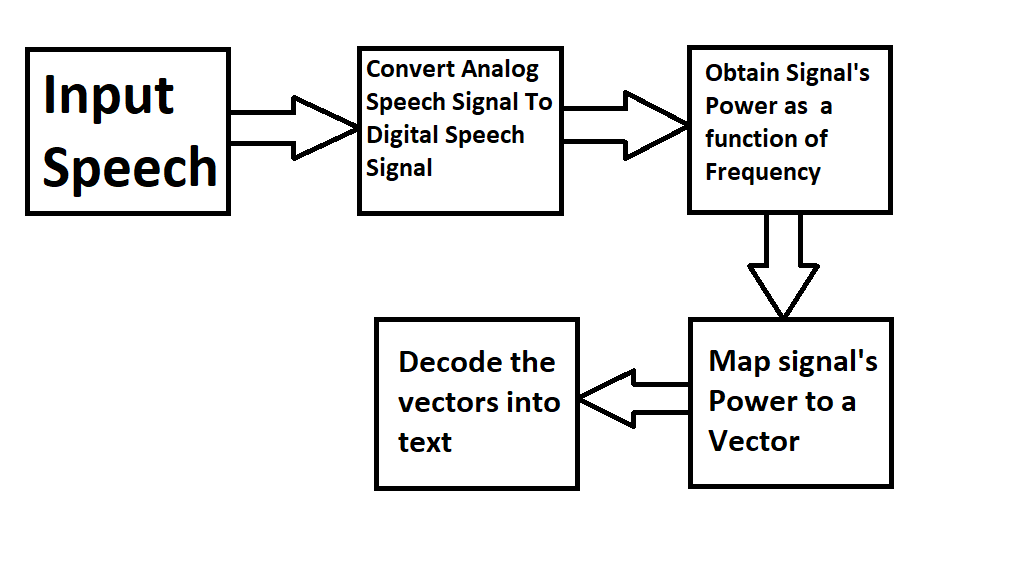 Input
Speech
Convert Analog
Speech Signal To
Digital Speech
Signal
Obtain Signal's
Power as a
function of
Frequency
Map signal's
Power to a
Vector
Decode the
vectors into
text